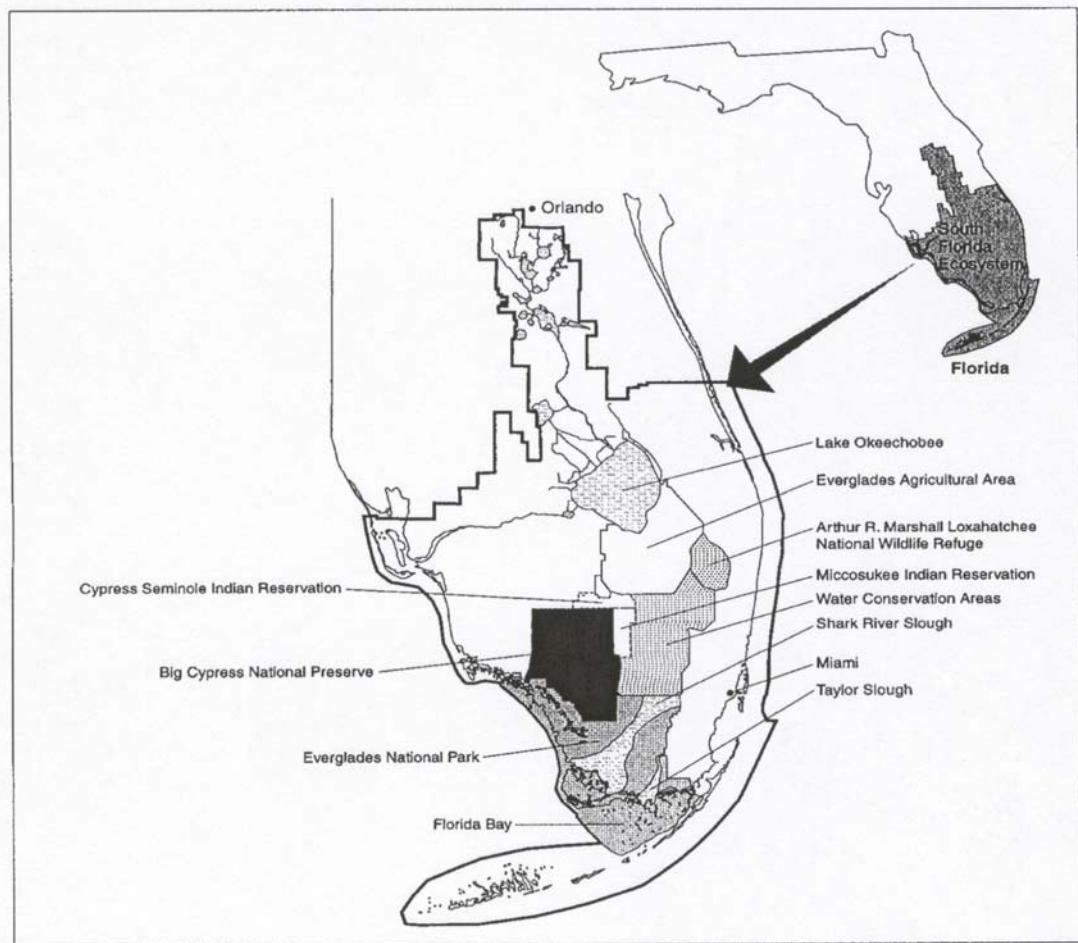 Orlando
South
Florida
Ecosystem
Florida
Lake Okeechobee
Everglades Agricultural Area
Arthur R. Marshall Loxahatchee
National Wildlife Refuge
Cypress Seminole Indian Reservation
Miccosukee Indian Reservation
Water Conservation Areas
Shark River Slough
Big Cypress National Preserve
Miami
Taylor Slough
Everglades National Park
Florida Bay